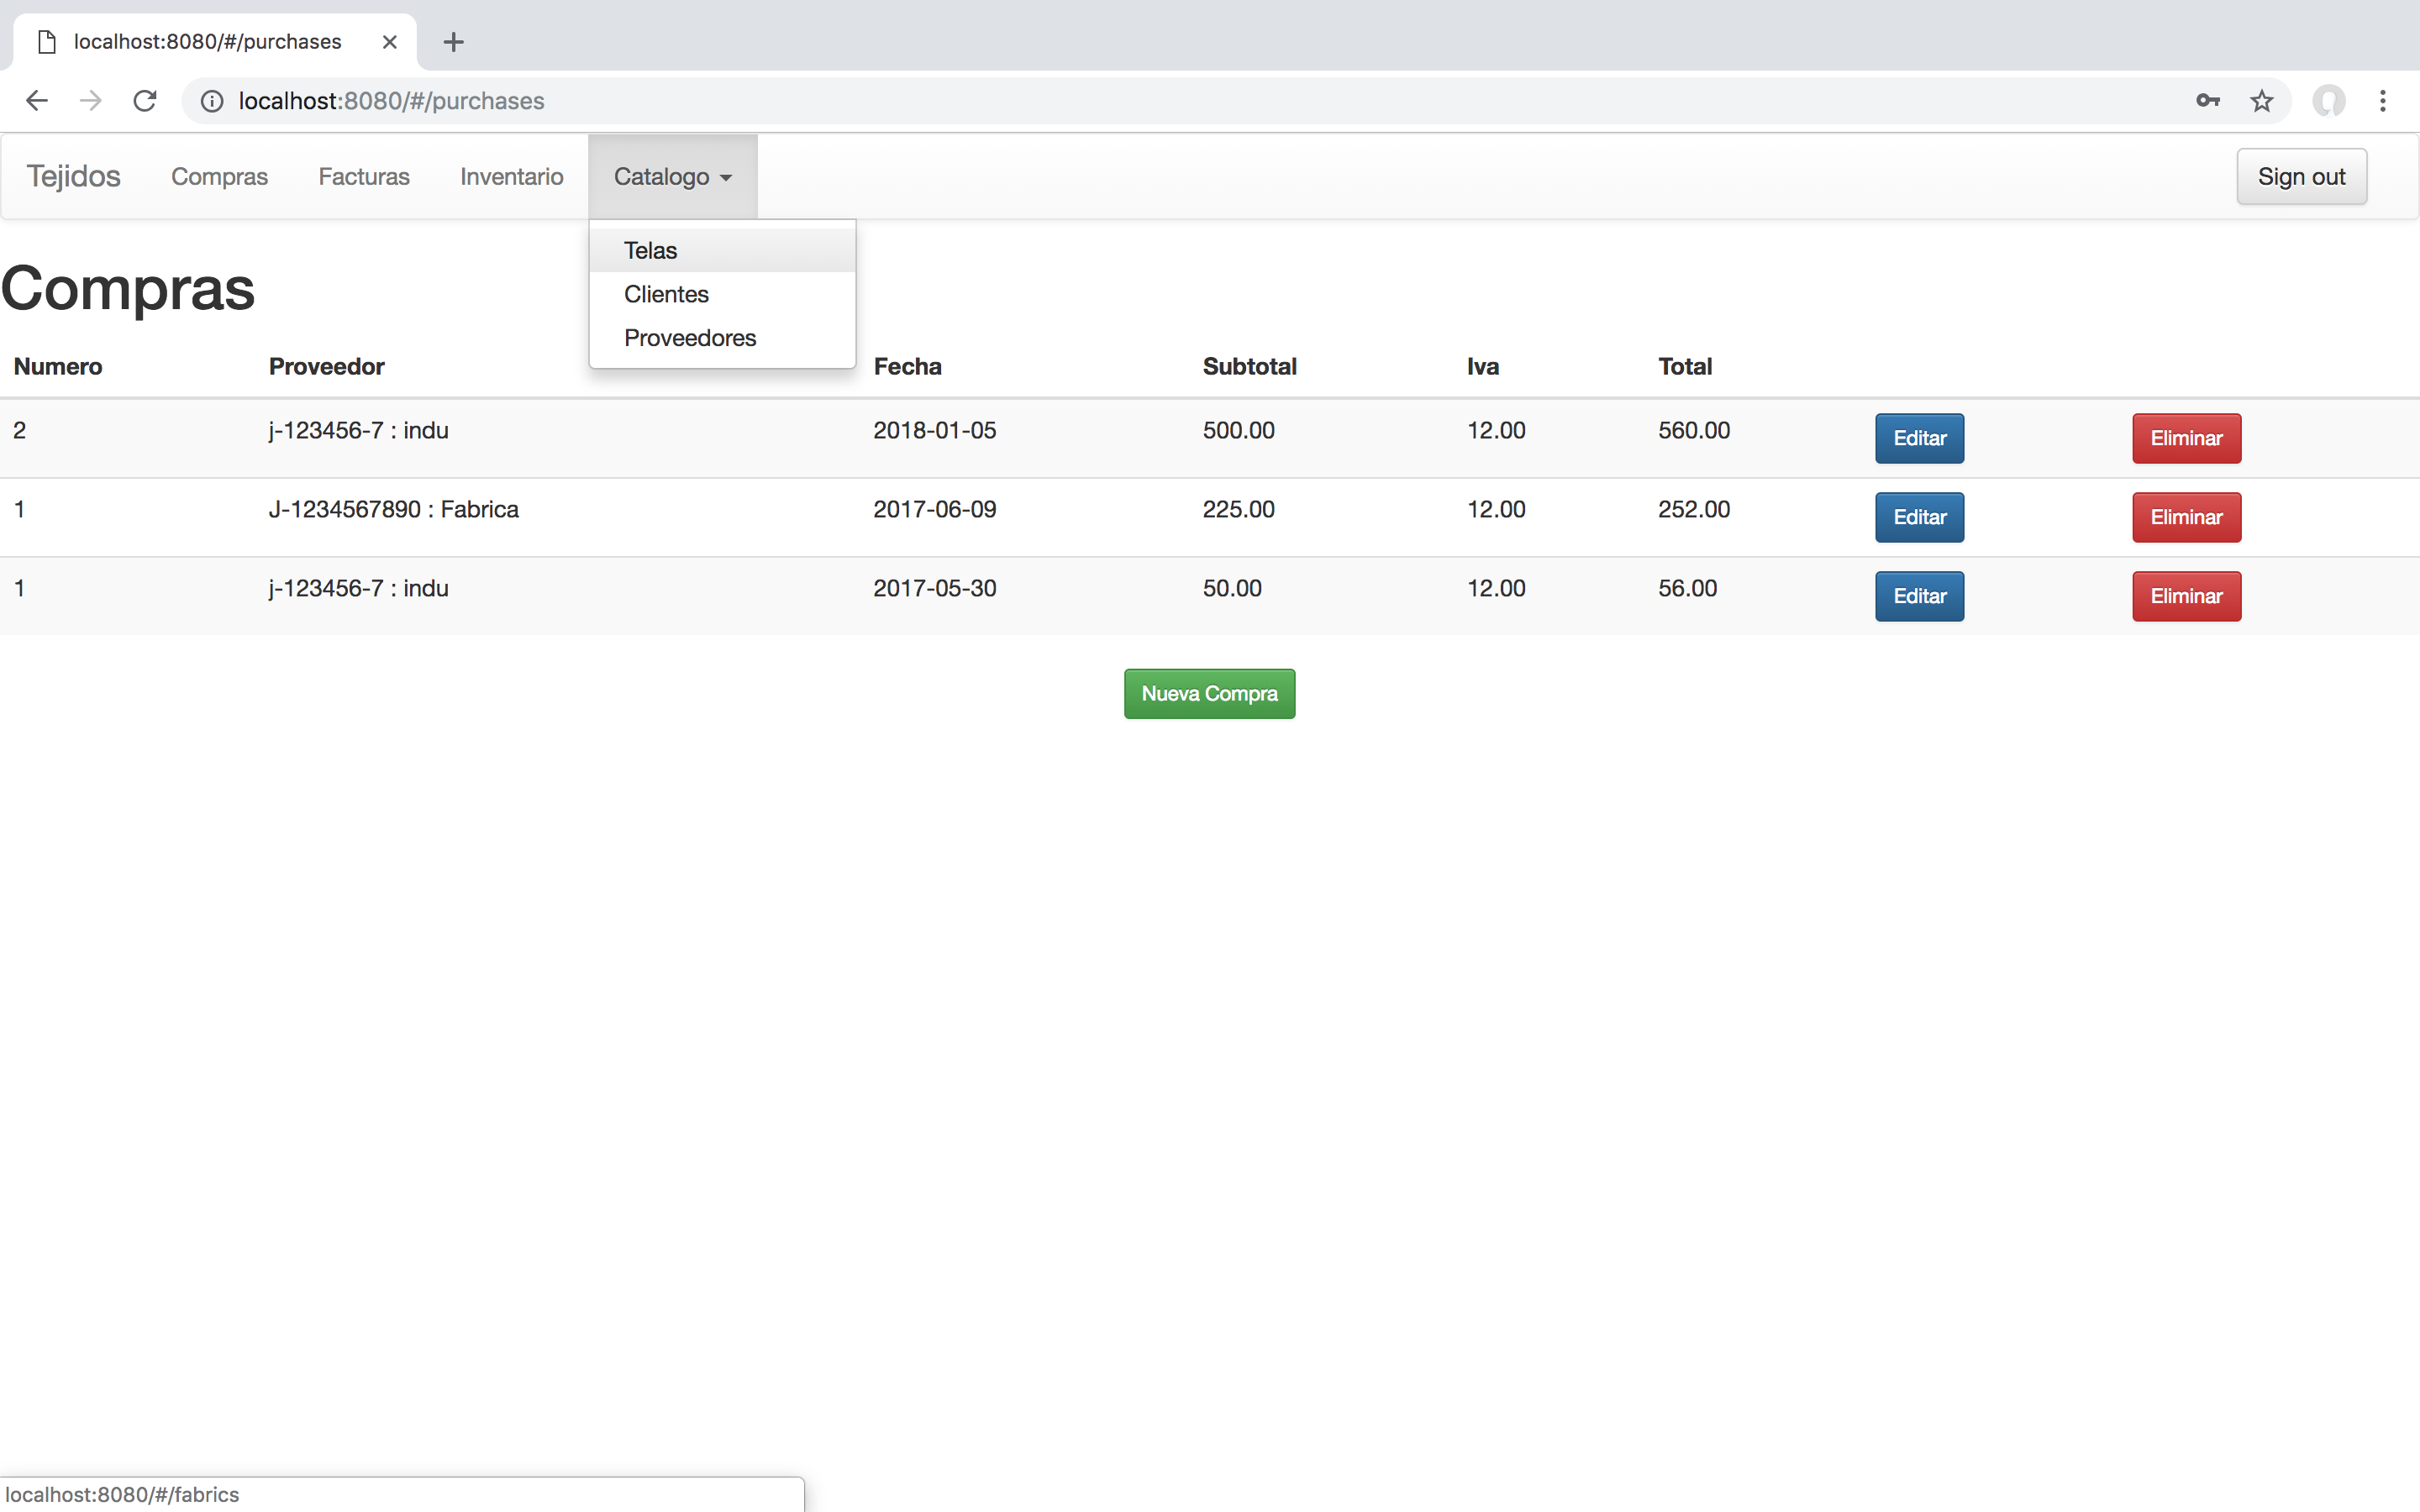 localhost:8080/#/purchases
localhost:8080/#/purchases
Tejidos Compras Facturas Inventario Catalogo Sign out
Telas
Clientes
Proveedores
Compras
Numero Proveedor Fecha Subtotal Iva Total
2 j-123456-7 : indu 2018-01-05 500.00 12.00 560.00 Editar Eliminar
1 J-1234567890 : Fabrica 2017-06-09 225.00 12.00 252.00 Editar Eliminar
1 j-123456-7 : indu 2017-05-30 50.00 12.00 56.00 Editar Eliminar
Nueva Compra
localhost:8080/#/fabrics